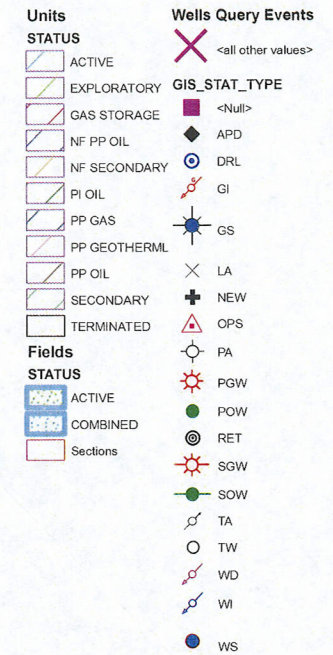 Units
STATUS
ACTIVE
EXPLORATORY
GAS STORAGE
NF PP OIL
NF SECONDARY
PI OIL
PP GAS
PP GEOTHERML
PP OIL
SECONDARY
TERMINATED
Fields
STATUS
ACTIVE
COMBINED
Sections
Wells Query Events
<all other values>
GIS_STAT_TYPE
<Null>
APD
DRL
GI
GS
LA
NEW
OPS
PA
PGW
POW
RET
SGW
SOW
TA
TW
WD
WI
WS